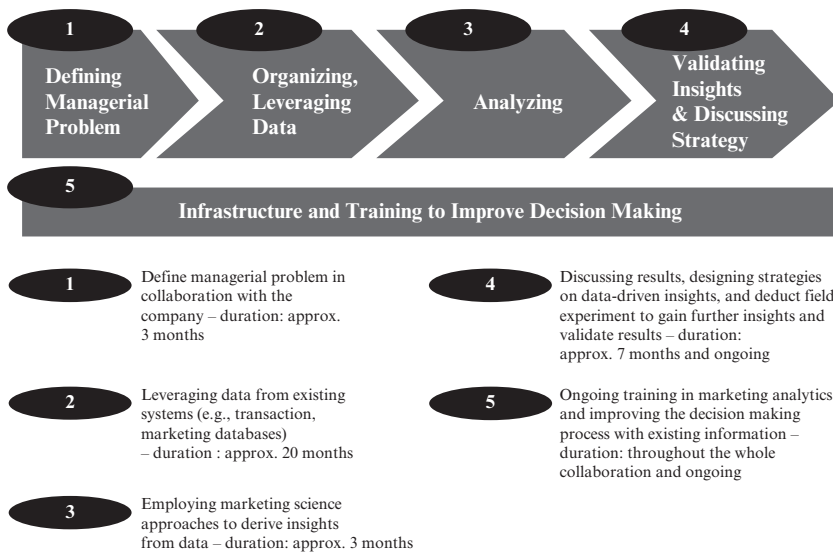 1
Defining
Managerial
Problem
2
Organizing,
Leveraging
Data
3
Analyzing
4
Validating
Insights
& Discussing
Strategy
5
Infrastructure and Training to Improve Decision Making
1
Define managerial problem in
collaboration with the
company – duration: approx.
3 months
2
Leveraging data from existing
systems (e.g., transaction,
marketing databases)
– duration : approx. 20 months
3
Employing marketing science
approaches to derive insights
from data – duration: approx. 3 months
4
Discussing results, designing strategies
on data-driven insights, and deduct field
experiment to gain further insights and
validate results – duration:
approx. 7 months and ongoing
5
Ongoing training in marketing analytics
and improving the decision making
process with existing information –
duration: throughout the whole
collaboration and ongoing